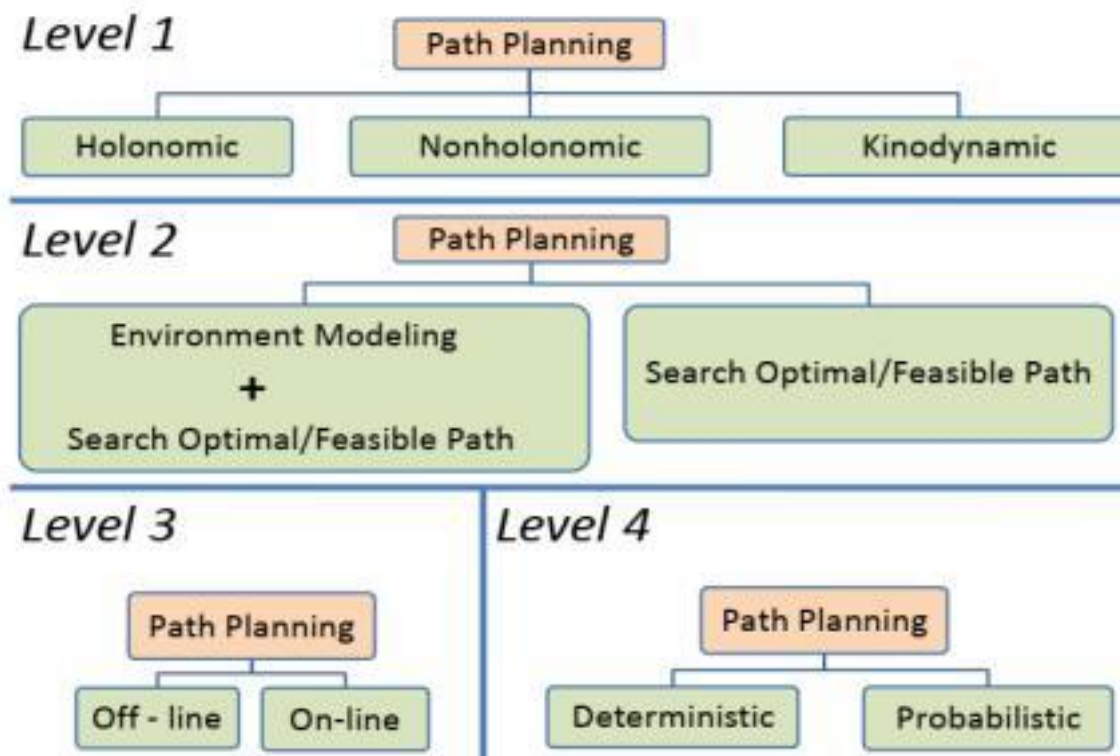 Level 1
Path Planning
Holonomic
Nonholonomic
Kinodynamic
Level 2
Path Planning
Environment Modeling
+
Search Optimal/Feasible Path
Search Optimal/Feasible Path
Level 3
Path Planning
Off - line
On-line
Level 4
Path Planning
Deterministic
Probabilistic